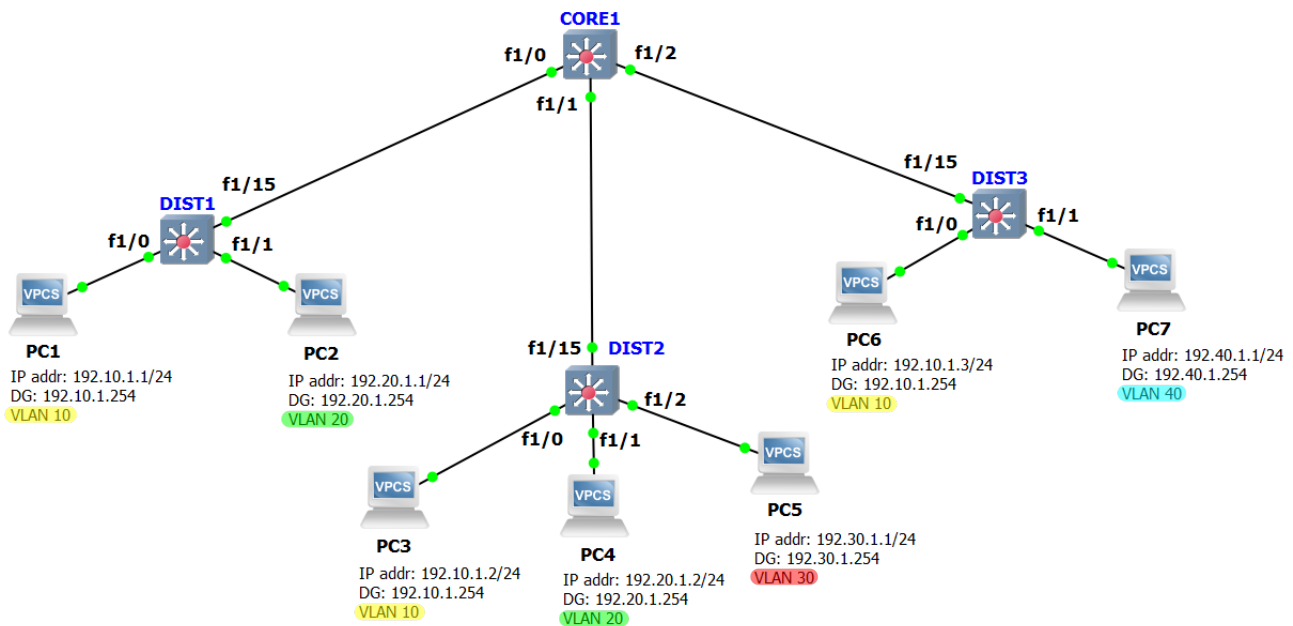 CORE1
f1/0
f1/2
f1/1
f1/15
DIST1
f1/0
f1/1
VPCS
PC1
IP addr: 192.10.1.1/24
DG: 192.10.1.254
VLAN 10
VPCS
PC2
IP addr: 192.20.1.1/24
DG: 192.20.1.254
VLAN 20
f1/15
DIST2
f1/0
f1/1
f1/2
VPCS
PC3
IP addr: 192.10.1.2/24
DG: 192.10.1.254
VLAN 10
VPCS
PC4
IP addr: 192.20.1.2/24
DG: 192.20.1.254
VLAN 20
VPCS
PC5
IP addr: 192.30.1.1/24
DG: 192.30.1.254
VLAN 30
f1/15
DIST3
f1/0
f1/1
VPCS
PC6
IP addr: 192.10.1.3/24
DG: 192.10.1.254
VLAN 10
VPCS
PC7
IP addr: 192.40.1.1/24
DG: 192.40.1.254
VLAN 40